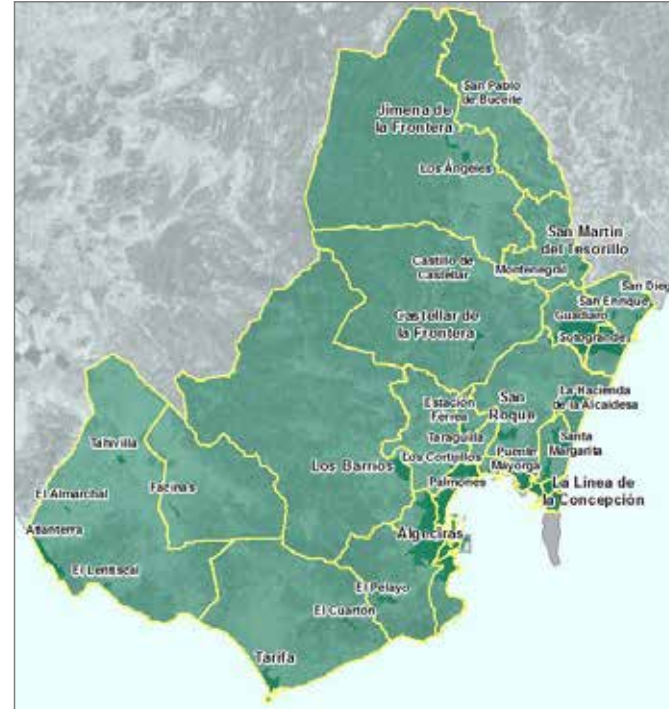 San Pablo
de Buceite
Jimena de
la Frontera
Los Ángeles
San Martín
del Tesorillo
Castillo de
Castellar
Montenegral
San Dieg
San Enrique
Guadiaro
Castellar de
la Frontera
Sotogrande
La Hacienda
de la Alcaidesa
Estación
Férrea
San
Roque
Santa
Margarita
Taraguilla
Tahivilla
Los Barrios
Los Cortijillos
Puente
Mayorga
Facinas
Palmones
La Línea de
la Concepción
El Almarchal
Atlanterra
Algeciras
El Lentiscal
El Pelayo
El Cuartón
Tarifa